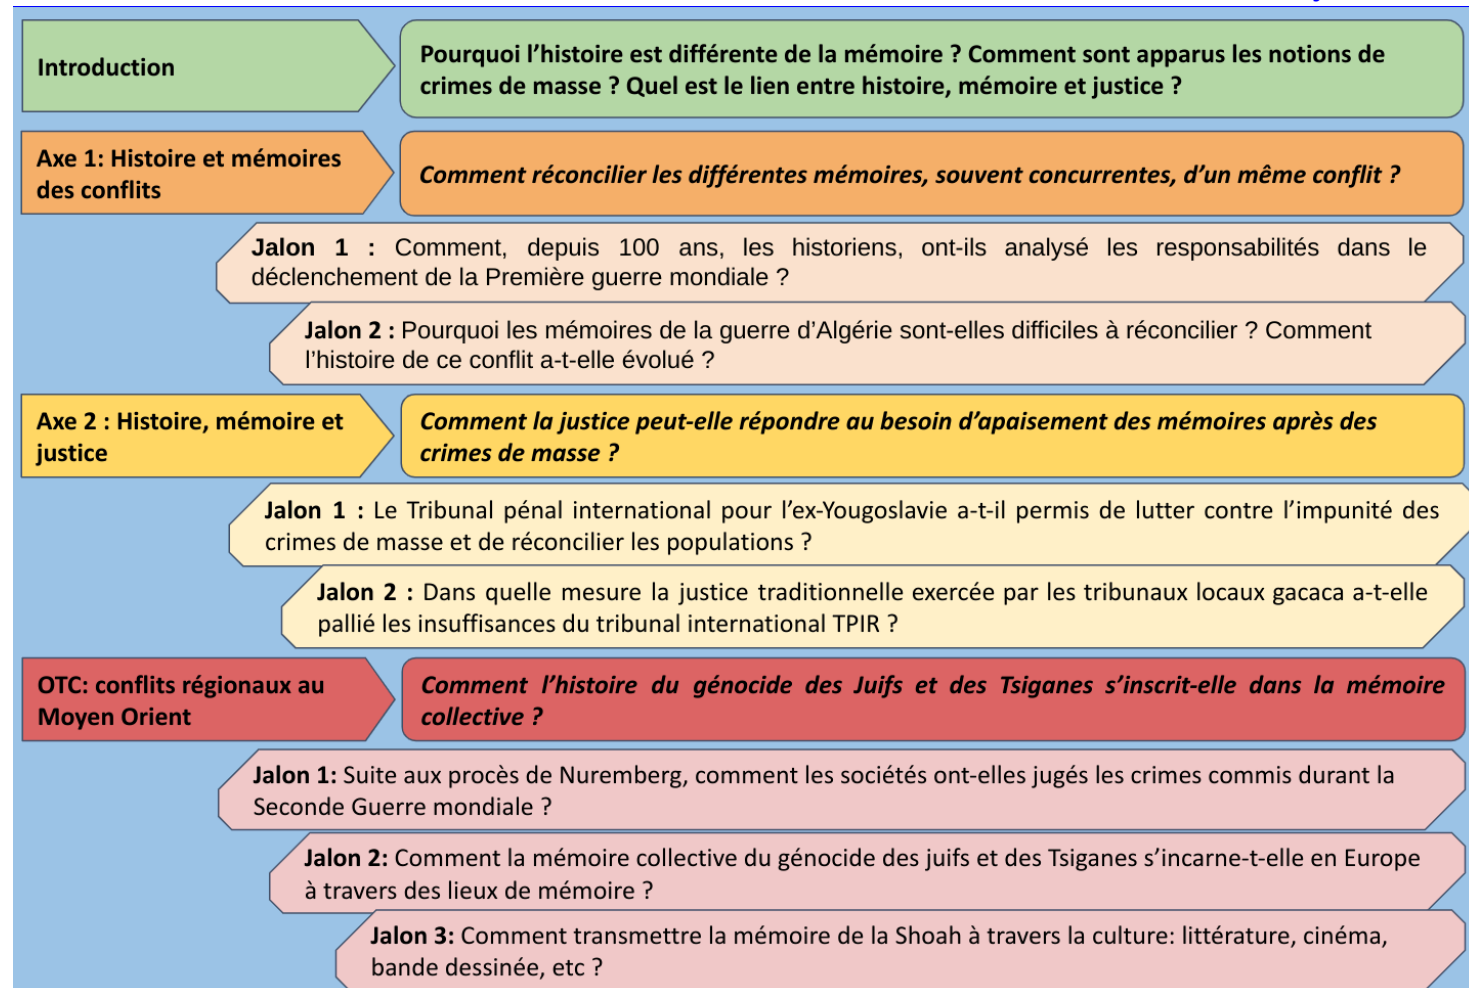 Introduction
Pourquoi l'histoire est différente de la mémoire ? Comment sont apparus les notions de
crimes de masse ? Quel est le lien entre histoire, mémoire et justice ?
Axe 1: Histoire et mémoires
des conflits
Comment réconcilier les différentes mémoires, souvent concurrentes, d'un même conflit ?
Jalon 1 : Comment, depuis 100 ans, les historiens, ont-ils analysé les responsabilités dans le
déclenchement de la Première guerre mondiale ?
Jalon 2 : Pourquoi les mémoires de la guerre d'Algérie sont-elles difficiles à réconcilier ? Comment
l'histoire de ce conflit a-t-elle évolué ?
Axe 2 : Histoire, mémoire et
justice
Comment la justice peut-elle répondre au besoin d'apaisement des mémoires après des
crimes de masse ?
Jalon 1 : Le Tribunal pénal international pour l'ex-Yougoslavie a-t-il permis de lutter contre l'impunité des
crimes de masse et de réconcilier les populations ?
Jalon 2 : Dans quelle mesure la justice traditionnelle exercée par les tribunaux locaux gacaca a-t-elle
pallié les insuffisances du tribunal international TPIR ?
OTC: conflits régionaux au
Moyen Orient
Comment l'histoire du génocide des Juifs et des Tsiganes s'inscrit-elle dans la mémoire
collective ?
Jalon 1: Suite aux procès de Nuremberg, comment les sociétés ont-elles jugés les crimes commis durant la
Seconde Guerre mondiale ?
Jalon 2: Comment la mémoire collective du génocide des juifs et des Tsiganes s'incarne-t-elle en Europe
à travers des lieux de mémoire ?
Jalon 3: Comment transmettre la mémoire de la Shoah à travers la culture: littérature, cinéma,
bande dessinée, etc ?